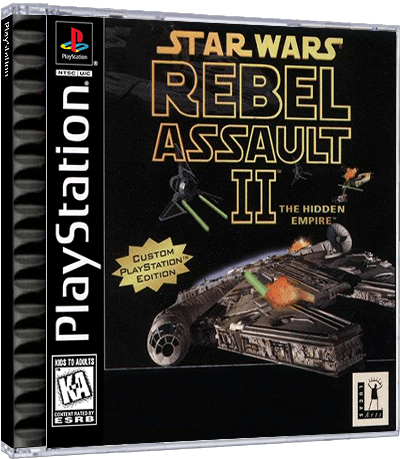 PlayStation
PlayStation
NTSC U/C
PlayStation
STAR WARS
REBEL
ASSAULT
II
THE HIDDEN
EMPIRE
CUSTOM
PLAYSTATION™
EDITION
KIDS TO ADULTS
K-A
CONTENT RATED BY
ESRB
LUCAS
Arts